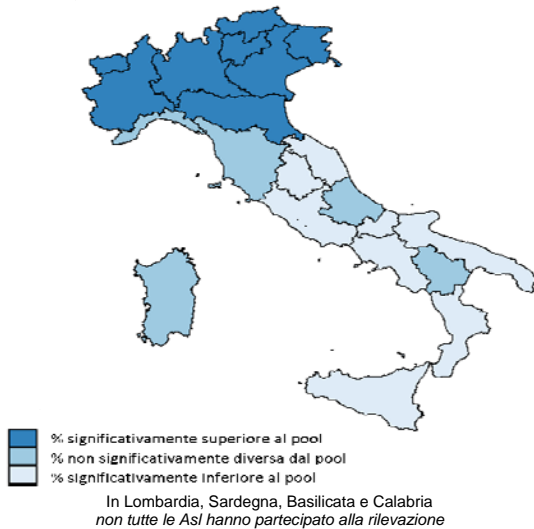 % significativamente superiore al pool
% non significativamente diversa dal pool
% significativamente inferiore al pool
In Lombardia, Sardegna, Basilicata e Calabria
non tutte le Asl hanno partecipato alla rilevazione